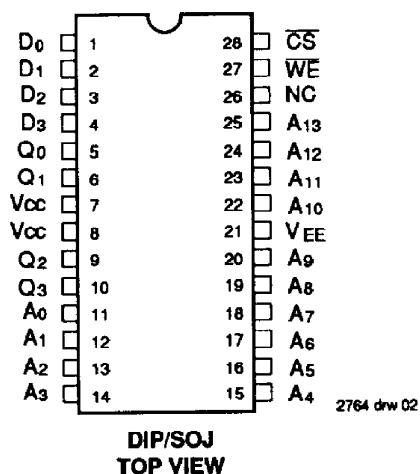 D0 1 28 CS
D1 2 27 WE
D2 3 26 NC
D3 4 25 A13
Q0 5 24 A12
Q1 6 23 A11
Vcc 7 22 A10
Vcc 8 21 VEE
Q2 9 20 A9
Q3 10 19 A8
A0 11 18 A7
A1 12 17 A6
A2 13 16 A5
A3 14 15 A4
2764 drw 02
DIP/SOJ
TOP VIEW